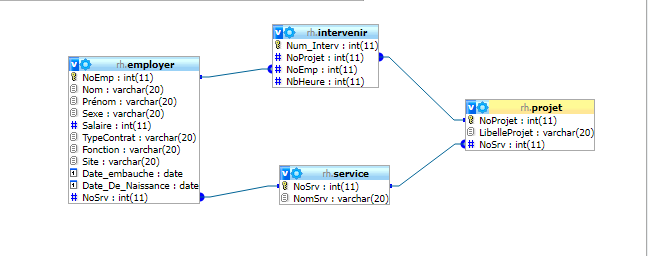 rh.intervenir
Num_Interv : int(11)
NoProjet : int(11)
NoEmp : int(11)
NbHeure : int(11)
rh.employer
NoEmp : int(11)
Nom : varchar(20)
Prénom : varchar(20)
Sexe : varchar(20)
Salaire : int(11)
TypeContrat : varchar(20)
Fonction : varchar(20)
Site : varchar(20)
Date_embauche : date
Date_De_Naissance : date
NoSrv : int(11)
rh.projet
NoProjet : int(11)
LibelleProjet : varchar(20)
NoSrv : int(11)
rh.service
NoSrv : int(11)
NomSrv : varchar(20)